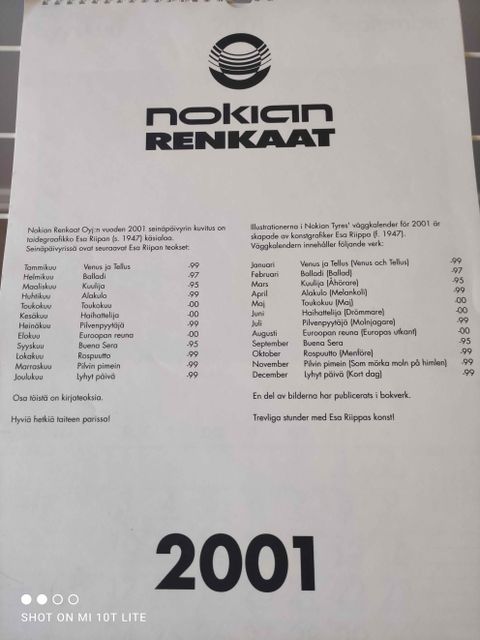 nokian
RENKAAT
Nokian Renkaat Oyj:n vuoden 2001 seinäpäivyrin kuvitus on
taidegraafikko Esa Riipan (s. 1947) käsialaa.
Seinäpäivyrissä ovat seuraavat Esa Riipan teokset:
Tammikuu Venus ja Tellus -99
Helmikuu Balladi -97
Maaliskuu Kuulija -95
Huhtikuu Alakulo -99
Toukokuu Toukokuu -00
Kesäkuu Haihattelija -00
Heinäkuu Pilvenpyytäjä -99
Elokuu Euroopan reuna -00
Syyskuu Buena Sera -95
Lokakuu Rospuutto -99
Marraskuu Pilvin pimein -99
Joulukuu Lyhyt päivä -99
Osa töistä on kirjateoksia.
Hyviä hetkiä taiteen parissa!
Illustrationerna i Nokian Tyres' väggkalender för 2001 är
skapade av konstgrafiker Esa Riippa (f. 1947).
Väggkalendern innehåller följande verk:
Januari Venus ja Tellus (Venus och Tellus) -99
Februari Balladi (Ballad) -97
Mars Kuulija (Åhörare) -95
April Alakulo (Melankoli) -99
Maj Toukokuu (Maj) -00
Juni Haihattelija (Drömmare) -00
Juli Pilvenpyytäjä (Molnjagare) -99
Augusti Euroopan reuna (Europas utkant) -00
September Buena Sera -95
Oktober Rospuutto (Menföre) -99
November Pilvin pimein (Som mörka moln på himlen) -99
December Lyhyt päivä (Kort dag) -99
En del av bilderna har publicerats i bokverk.
Trevliga stunder med Esa Riippas konst!
2001
SHOT ON MI 10T LITE